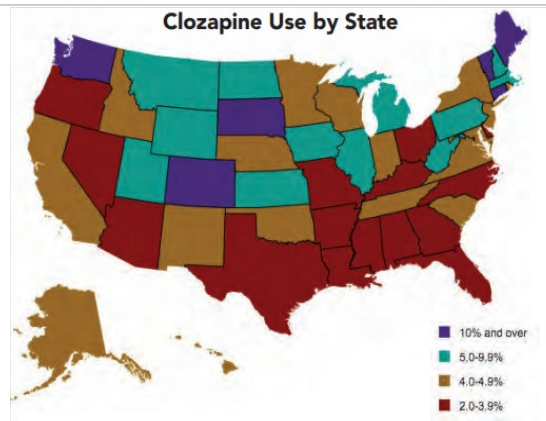 Clozapine Use by State
10% and over
5.0-9.9%
4.0-4.9%
2.0-3.9%